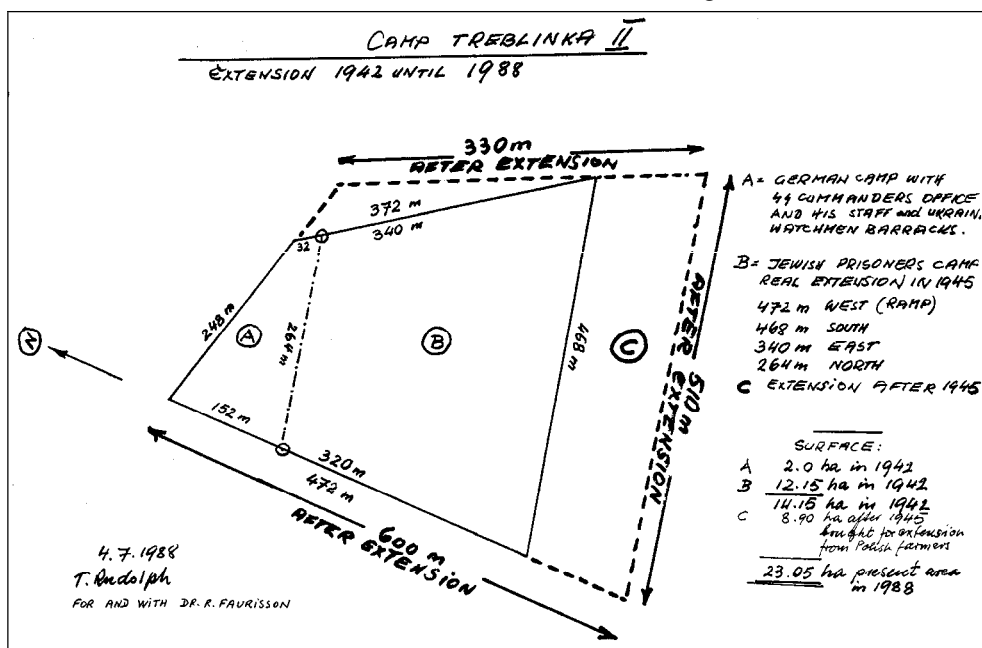 CAMP TREBLINKA II
EXTENSION 1942 UNTIL 1988
330 m
AFTER EXTENSION
372 m
340 m
32
248 m
A
264 m
B
468 m
C
N
152 m
320 m
472 m
600 m
AFTER EXTENSION
510 m
AFTER EXTENSION
A= GERMAN CAMP WITH
SS COMMANDERS OFFICE
AND HIS STAFF and UKRAIN.
WATCHMEN BARRACKS.
B= JEWISH PRISONERS CAMP
REAL EXTENSION IN 1945
472 m WEST (RAMP)
468 m SOUTH
340 m EAST
264 m NORTH
C EXTENSION AFTER 1945
SURFACE:
A 2.0 ha in 1942
B 12.15 ha in 1942
14.15 ha in 1942
C 8.90 ha after 1945
bought for extension
from Polish farmers
23.05 ha present area
in 1988
4.7.1988
T. Rudolph
FOR AND WITH DR. R. FAURISSON